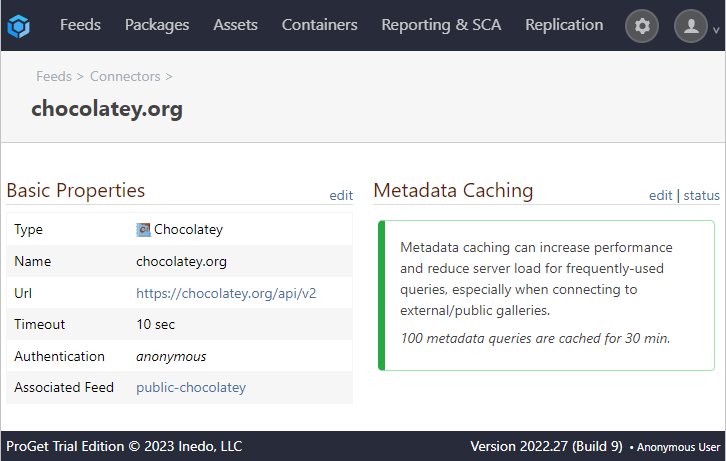 Feeds Packages Assets Containers Reporting & SCA Replication
Feeds > Connectors >
chocolatey.org
Basic Properties edit
Type Chocolatey
Name chocolatey.org
Url https://chocolatey.org/api/v2
Timeout 10 sec
Authentication anonymous
Associated Feed public-chocolatey
Metadata Caching edit | status
Metadata caching can increase performance
and reduce server load for frequently-used
queries, especially when connecting to
external/public galleries.
100 metadata queries are cached for 30 min.
ProGet Trial Edition © 2023 Inedo, LLC Version 2022.27 (Build 9) • Anonymous User